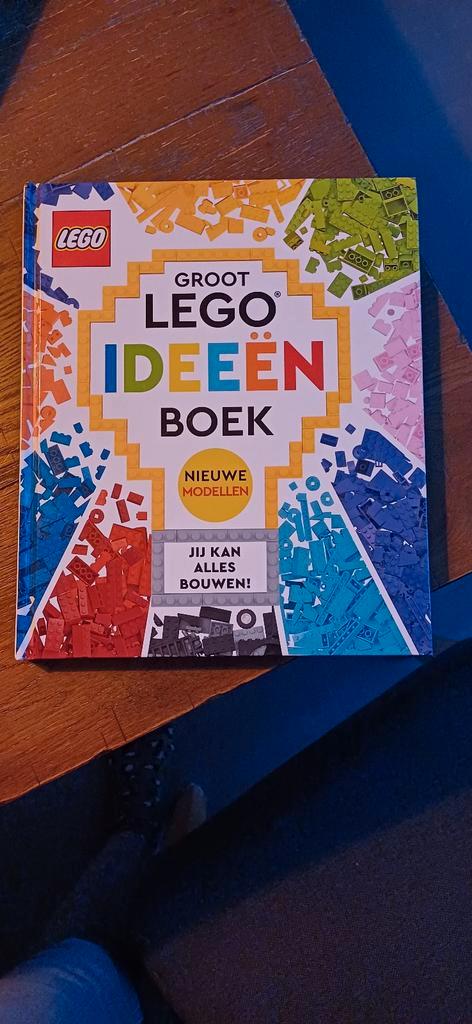 LEGO
GROOT
LEGO®
IDEEËN
BOEK
NIEUWE
MODELLEN
JIJ KAN
ALLES
BOUWEN!